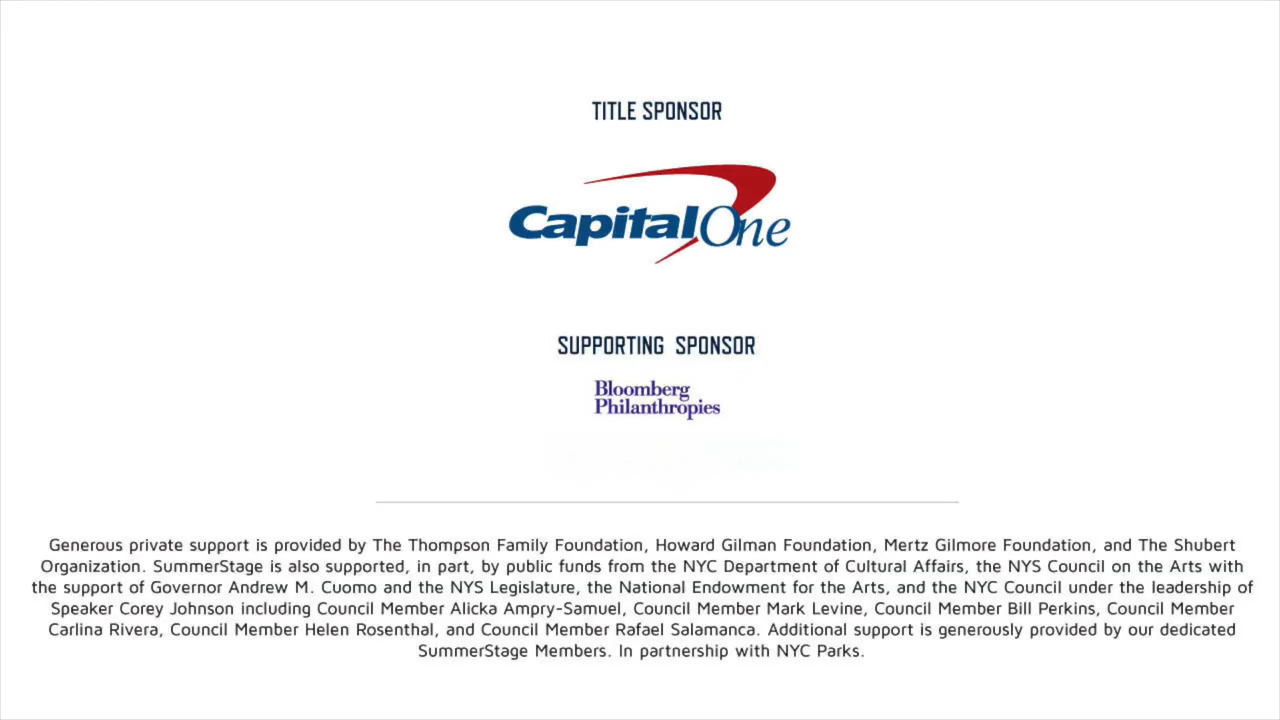 TITLE SPONSOR
CapitalOne
SUPPORTING SPONSOR
Bloomberg
Philanthropies
Generous private support is provided by The Thompson Family Foundation, Howard Gilman Foundation, Mertz Gilmore Foundation, and The Shubert
Organization. SummerStage is also supported, in part, by public funds from the NYC Department of Cultural Affairs, the NYS Council on the Arts with
the support of Governor Andrew M. Cuomo and the NYS Legislature, the National Endowment for the Arts, and the NYC Council under the leadership of
Speaker Corey Johnson including Council Member Alicka Ampry-Samuel, Council Member Mark Levine, Council Member Bill Perkins, Council Member
Carlina Rivera, Council Member Helen Rosenthal, and Council Member Rafael Salamanca. Additional support is generously provided by our dedicated
SummerStage Members. In partnership with NYC Parks.